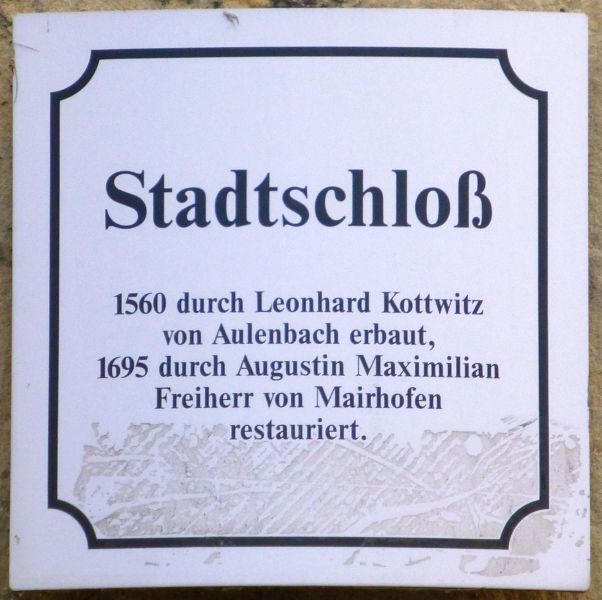 Stadtschloß
1560 durch Leonhard Kottwitz
von Aulenbach erbaut,
1695 durch Augustin Maximilian
Freiherr von Mairhofen
restauriert.